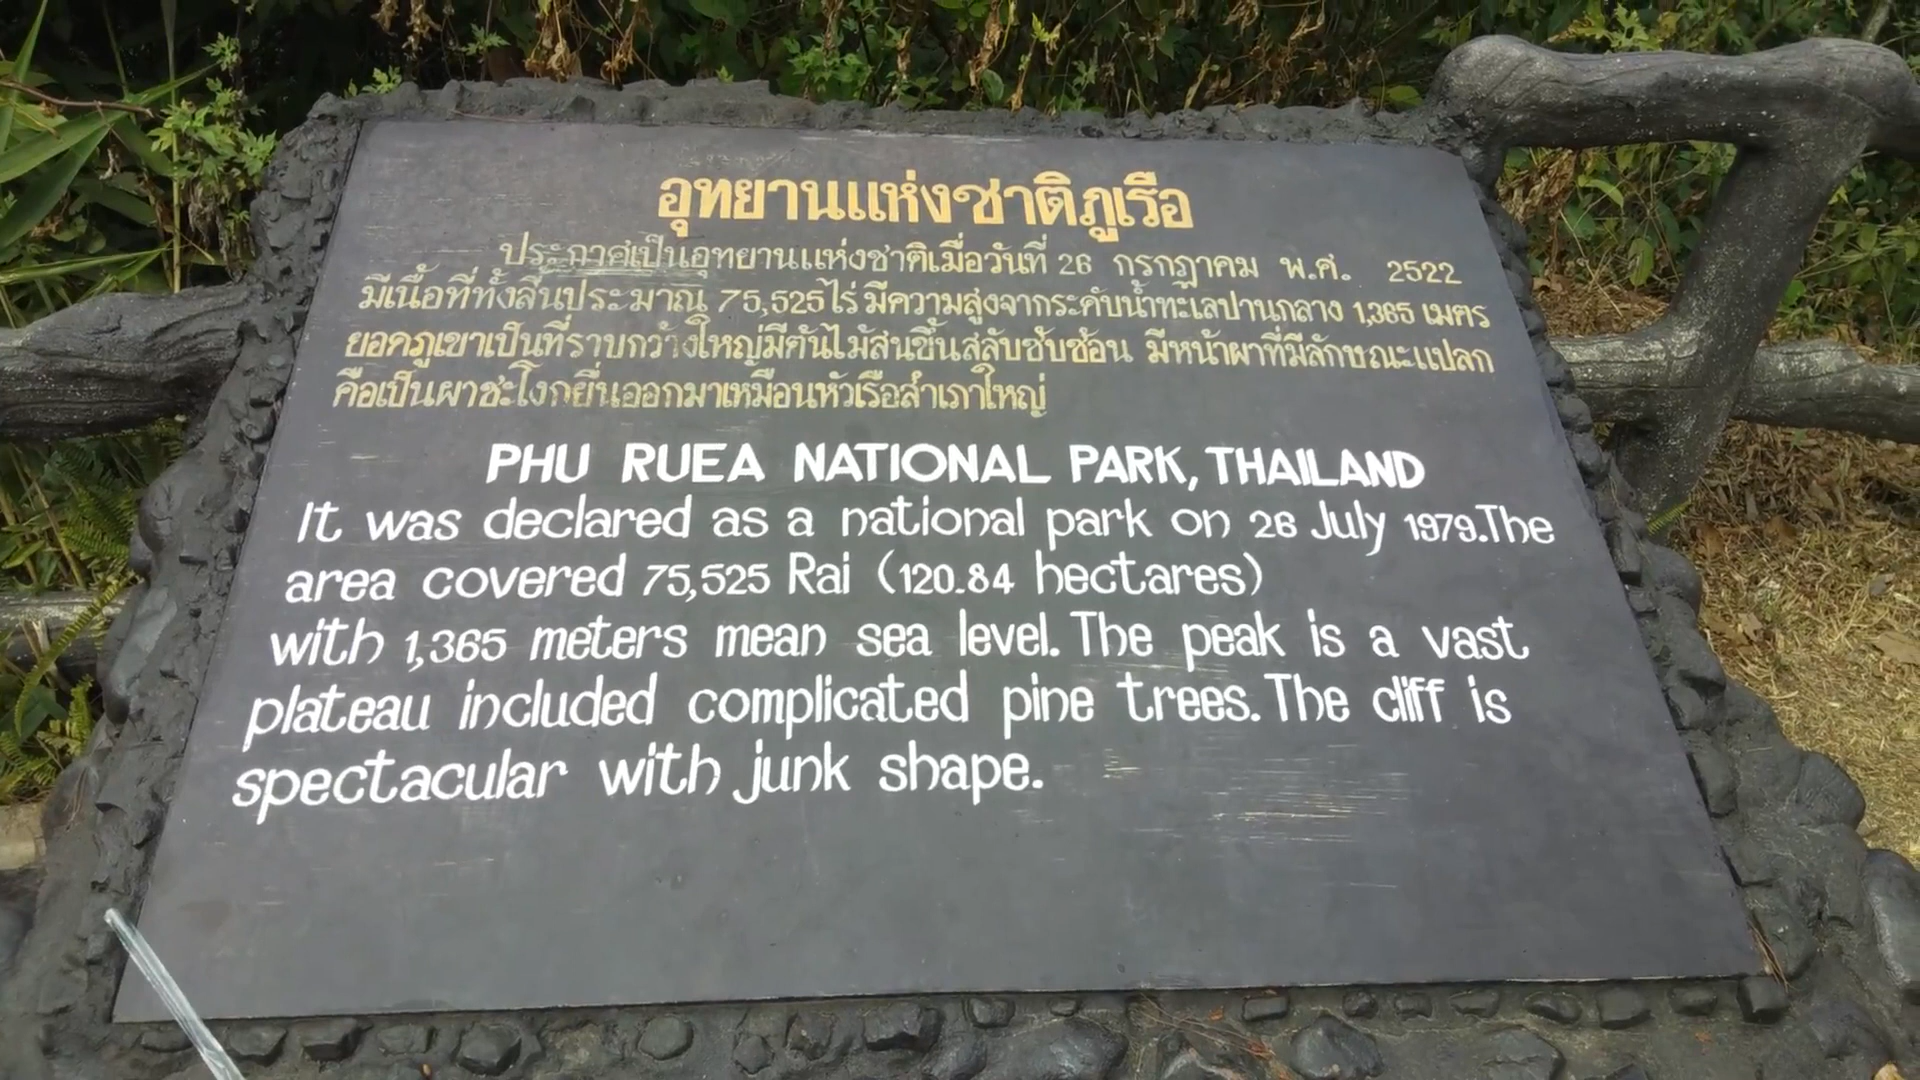 อุทยานแห่งชาติภูเรือ
ประกาศเป็นอุทยานแห่งชาติเมื่อวันที่ 26 กรกฎาคม พ.ศ. 2522
มีเนื้อที่ทั้งสิ้นประมาณ 75,525 ไร่ มีความสูงจากระดับน้ำทะเลปานกลาง 1,365 เมตร
ยอดภูเขาเป็นที่ราบกว้างใหญ่มีต้นไม้สนขึ้นสลับซับซ้อน มีหน้าผาที่มีลักษณะแปลก
คือเป็นผาชะโงกยื่นออกมาเหมือนหัวเรือสำเภาใหญ่
PHU RUEA NATIONAL PARK, THAILAND
It was declared as a national park on 26 July 1979. The
area covered 75,525 Rai (120.84 hectares)
with 1,365 meters mean sea level. The peak is a vast
plateau included complicated pine trees. The cliff is
spectacular with junk shape.